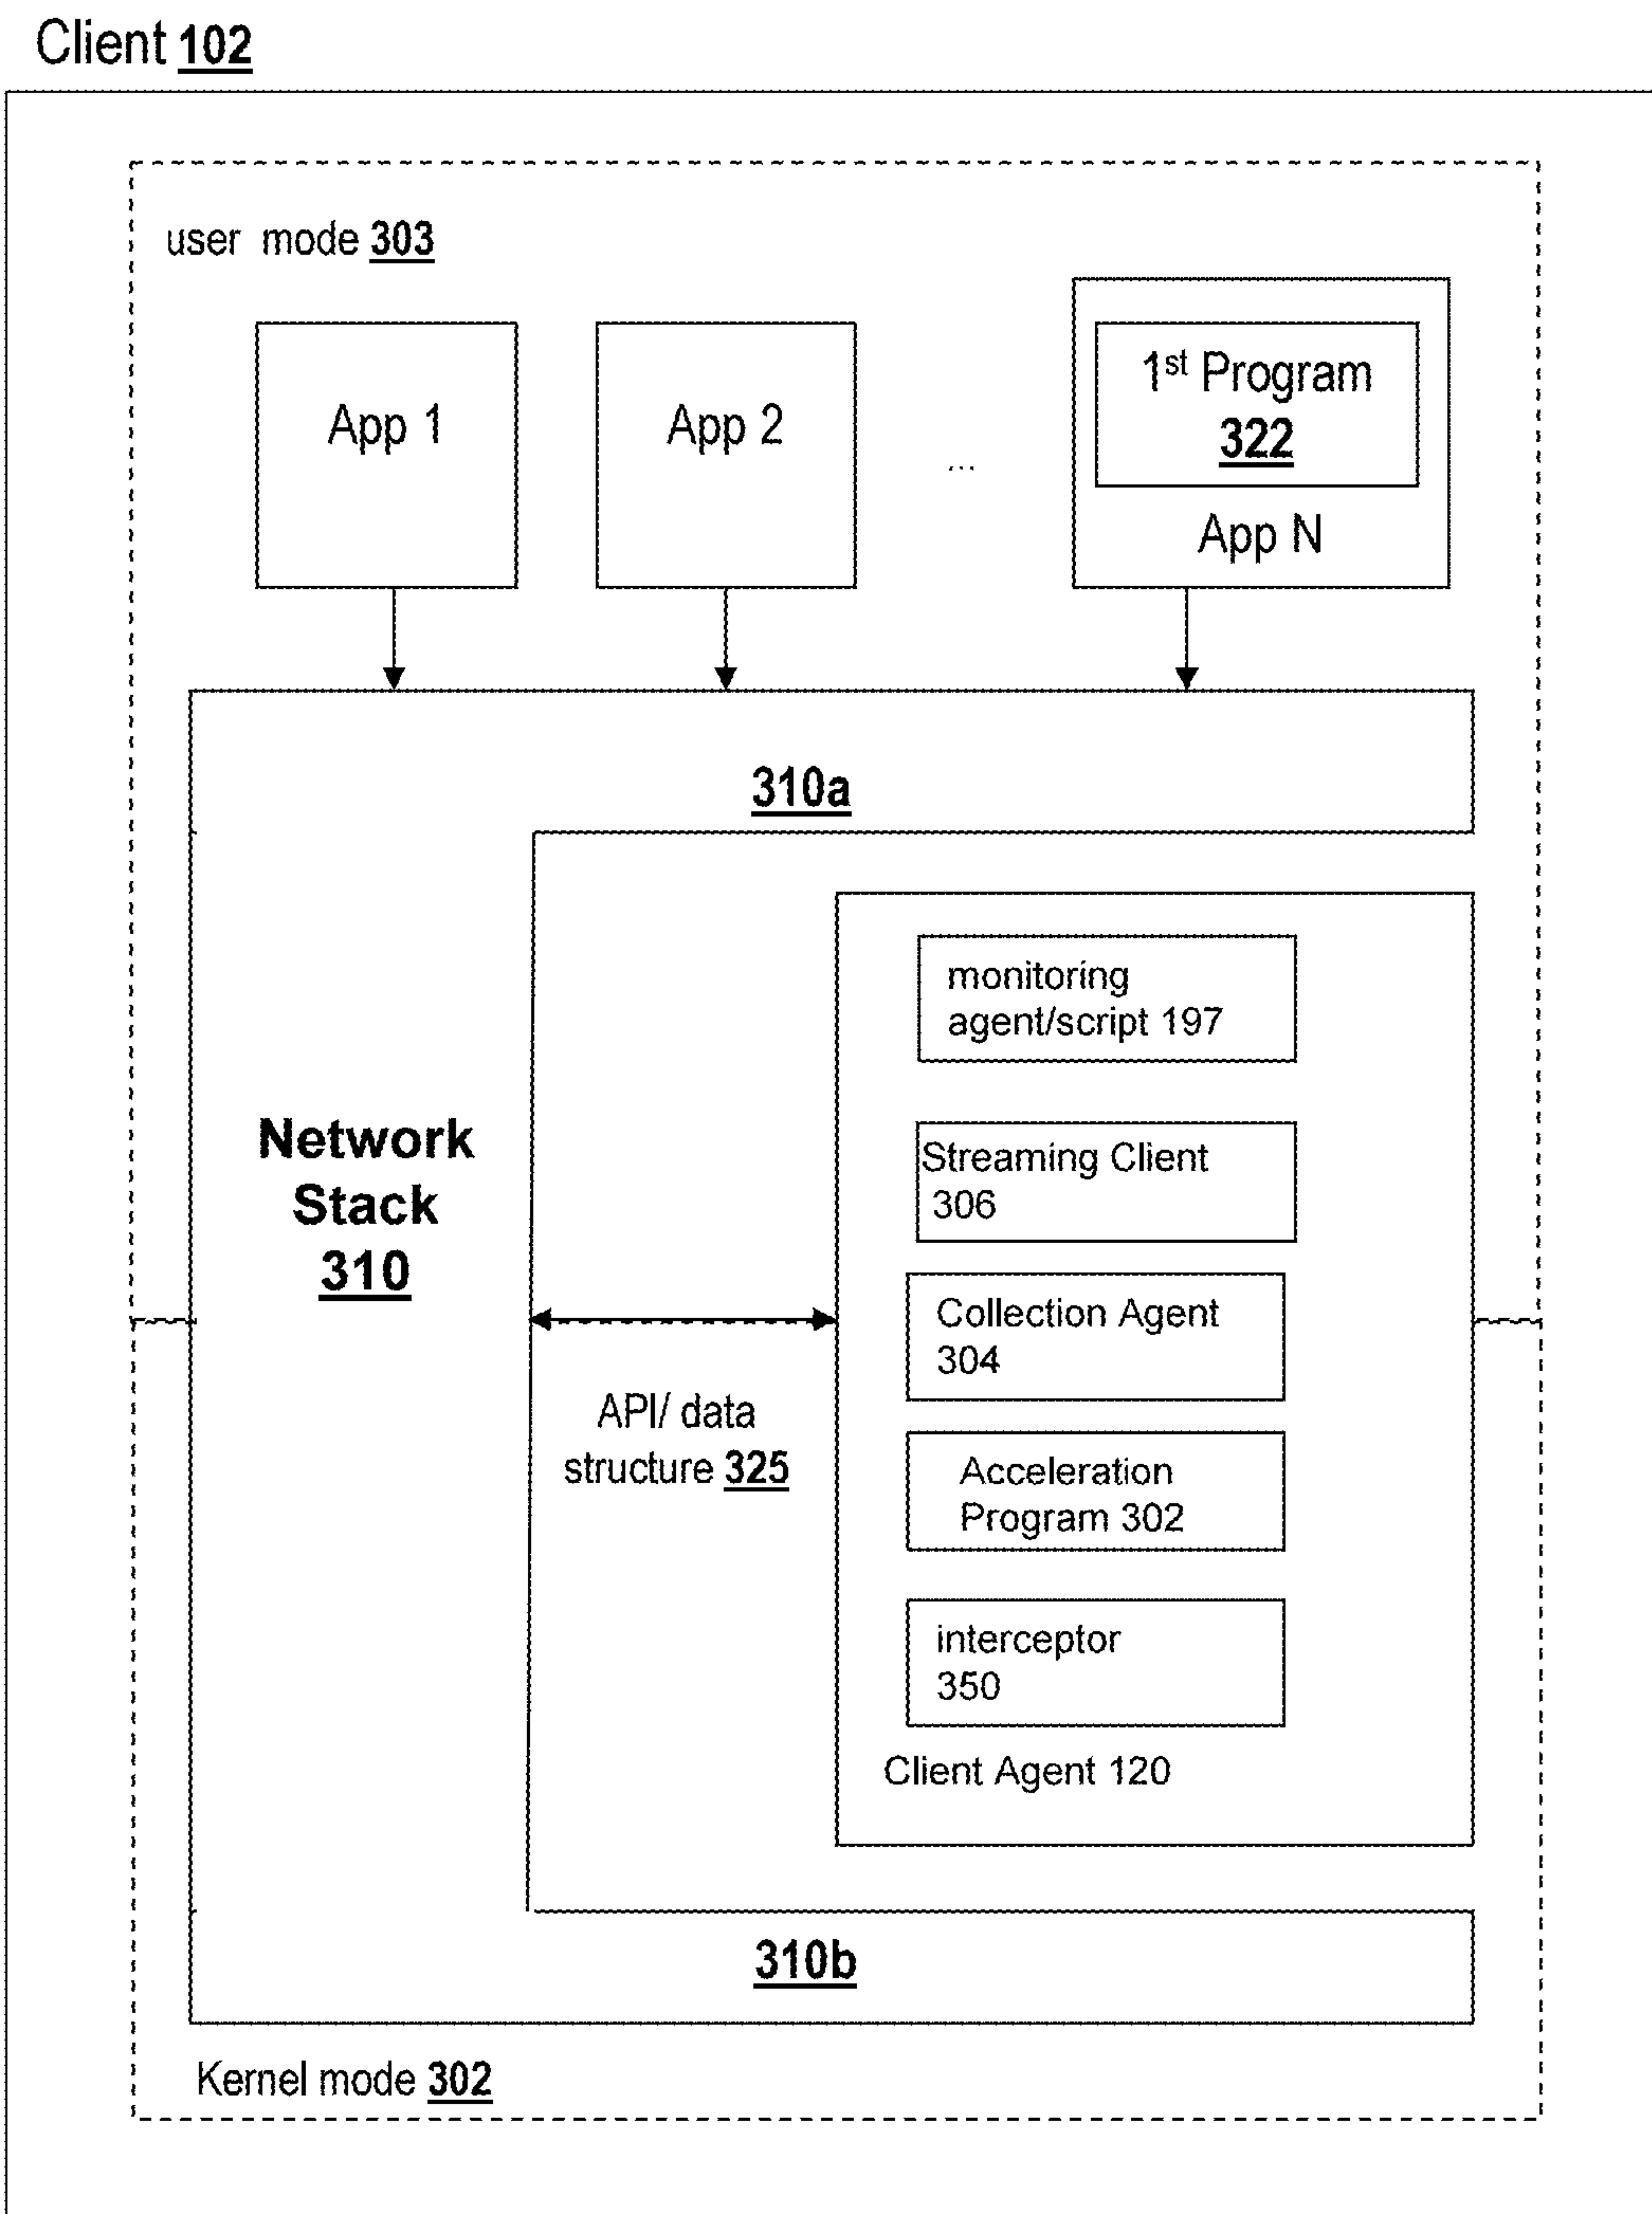 Client 102
user mode 303
App 1
App 2
...
1st Program
322
App N
310a
Network
Stack
310
monitoring
agent/script 197
Streaming Client
306
Collection Agent
304
API/ data
structure 325
Acceleration
Program 302
interceptor
350
Client Agent 120
310b
Kernel mode 302